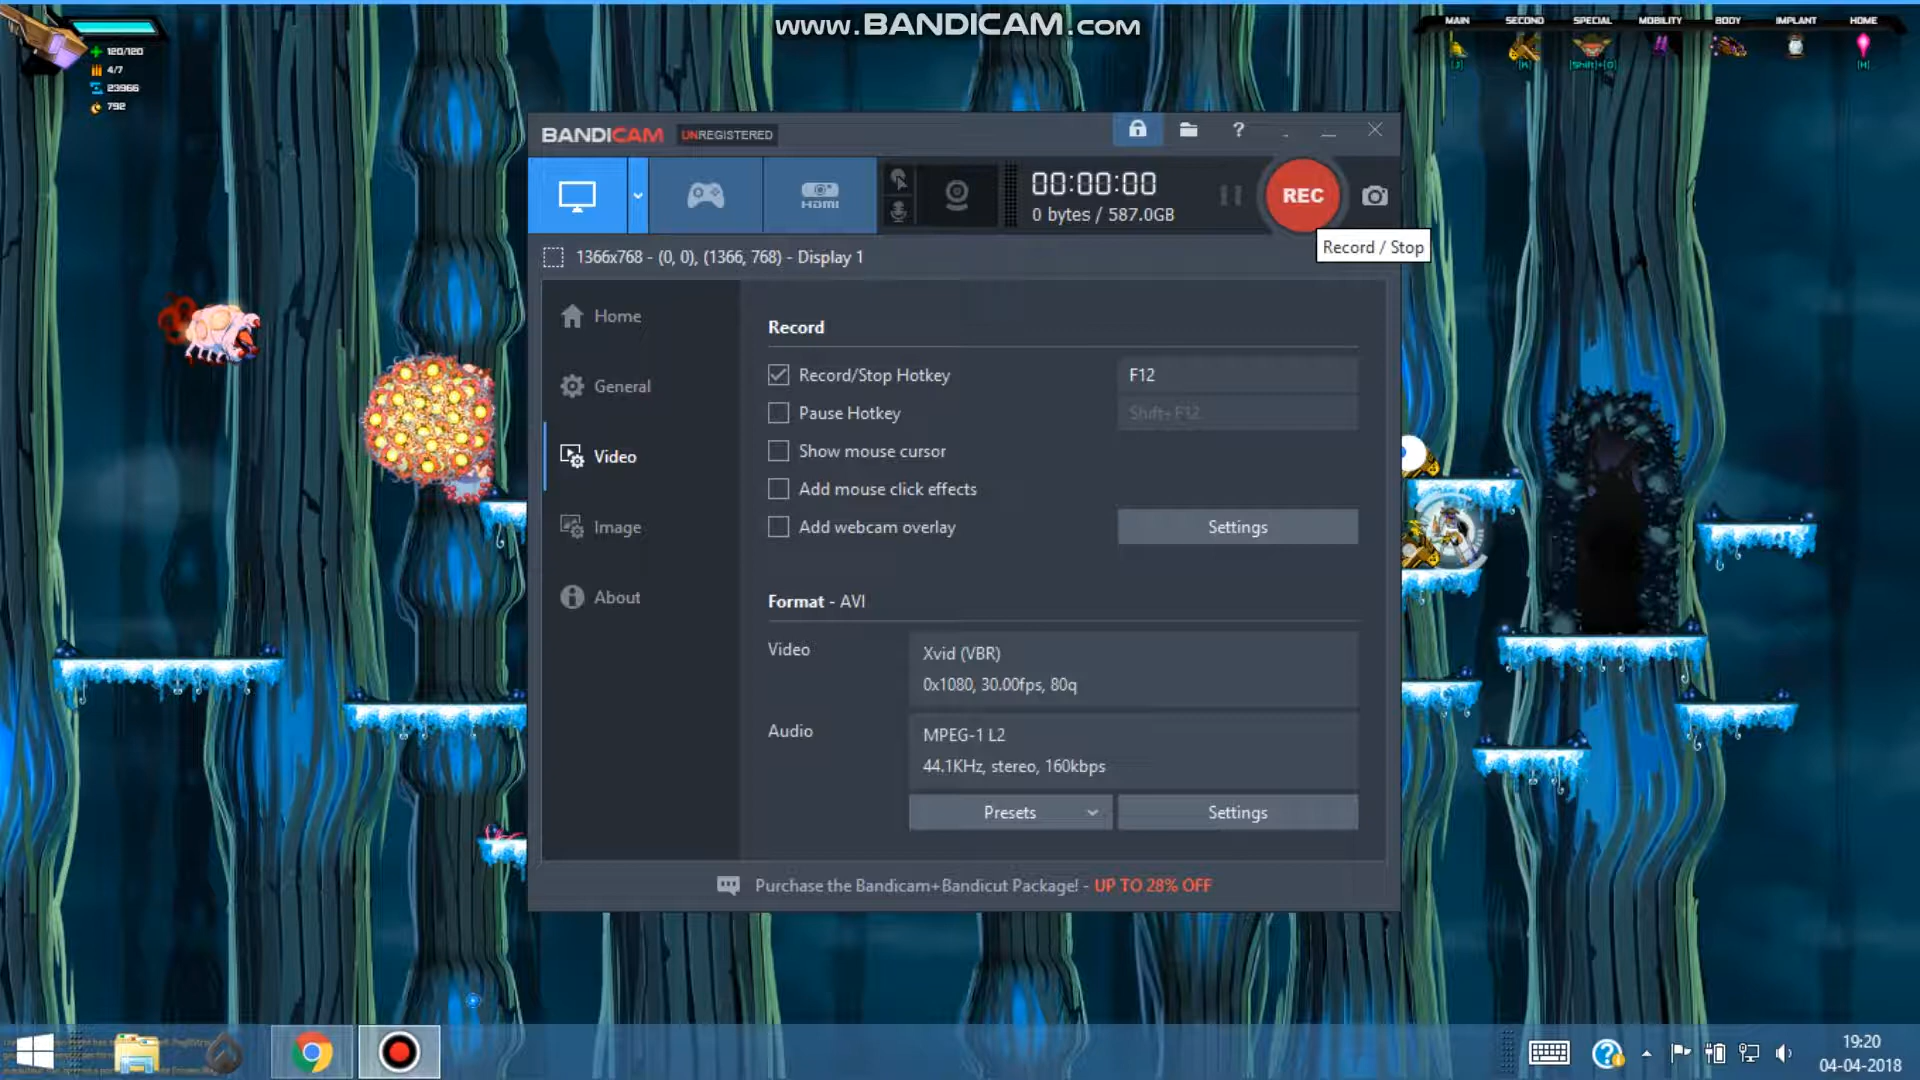 www.BANDICAM.com
MAIN SECOND SPECIAL MOBILITY BODY IMPLANT HOME
120/120
4/7
23966
792
[J] [K] [Shift]+[O] [H]
BANDICAM UNREGISTERED
?
HDMI
00:00:00
0 bytes / 587.0GB
REC
Record / Stop
1366x768 - (0, 0), (1366, 768) - Display 1
Home
General
Video
Image
About
Record
Record/Stop Hotkey F12
Pause Hotkey Shift+F12
Show mouse cursor
Add mouse click effects
Add webcam overlay Settings
Format - AVI
Video
Xvid (VBR)
0x1080, 30.00fps, 80q
Audio
MPEG-1 L2
44.1KHz, stereo, 160kbps
Presets Settings
Purchase the Bandicam+Bandicut Package! - UP TO 28% OFF
19:20
04-04-2018